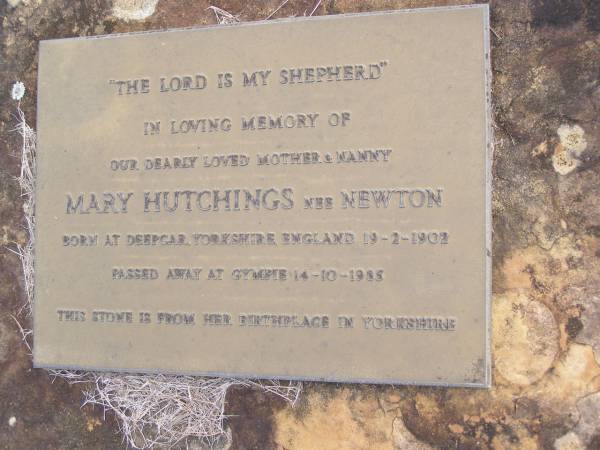 "THE LORD IS MY SHEPHERD"
IN LOVING MEMORY OF
OUR DEARLY LOVED MOTHER & NANNY
MARY HUTCHINGS NEE NEWTON
BORN AT DEEPCAR, YORKSHIRE, ENGLAND 19-2-1902
PASSED AWAY AT GYMPIE 14-10-1985
THIS STONE IS FROM HER BIRTHPLACE IN YORKSHIRE